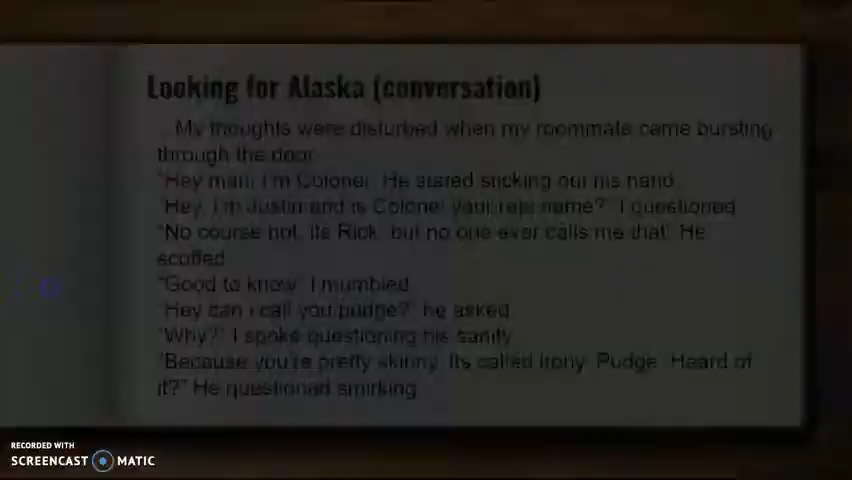 Looking for Alaska (conversation)
My thoughts were disturbed when my roommate came bursting
through the door.
"Hey man, I'm Colonel. He stared sticking out his hand.
"Hey, I'm Justin and is Colonel your real name?" I questioned.
"No course not. Its Rick, but no one ever calls me that" He
scoffed.
"Good to know" I mumbled.
"Hey can i call you pudge?" he asked.
"Why?" I spoke questioning his sanity.
"Because you're pretty skinny. Its called irony, Pudge. Heard of
it?" He questioned smirking.
RECORDED WITH
SCREENCAST MATIC